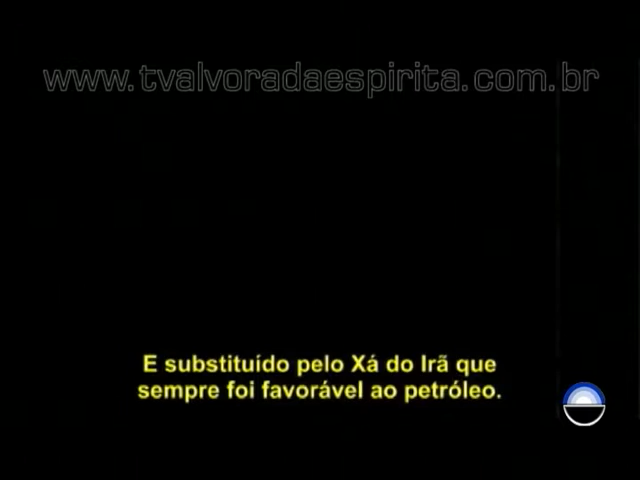 www.tvalvoradaespirita.com.br
E substituído pelo Xá do Irã que
sempre foi favorável ao petróleo.